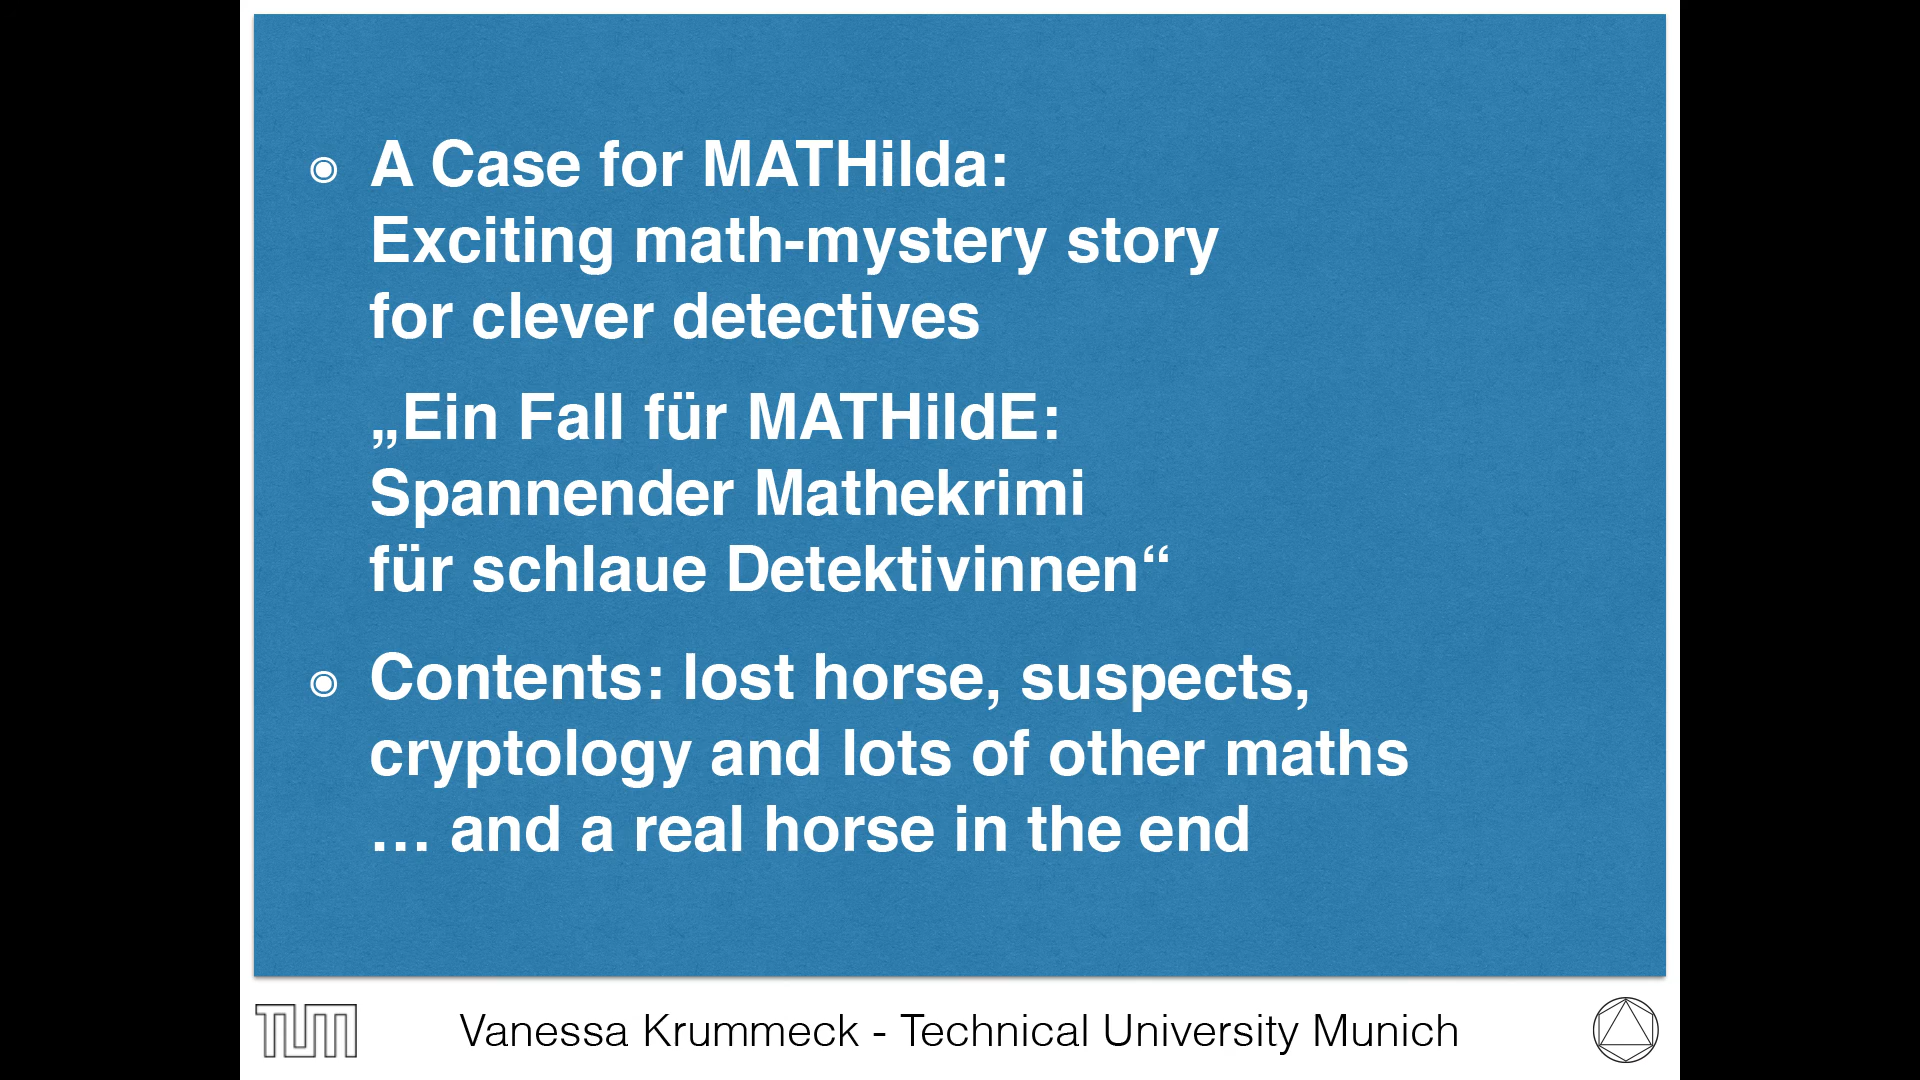 A Case for MATHilda:
Exciting math-mystery story
for clever detectives
„Ein Fall für MATHildE:
Spannender Mathekrimi
für schlaue Detektivinnen“
Contents: lost horse, suspects,
cryptology and lots of other maths
… and a real horse in the end
TUM
Vanessa Krummeck - Technical University Munich